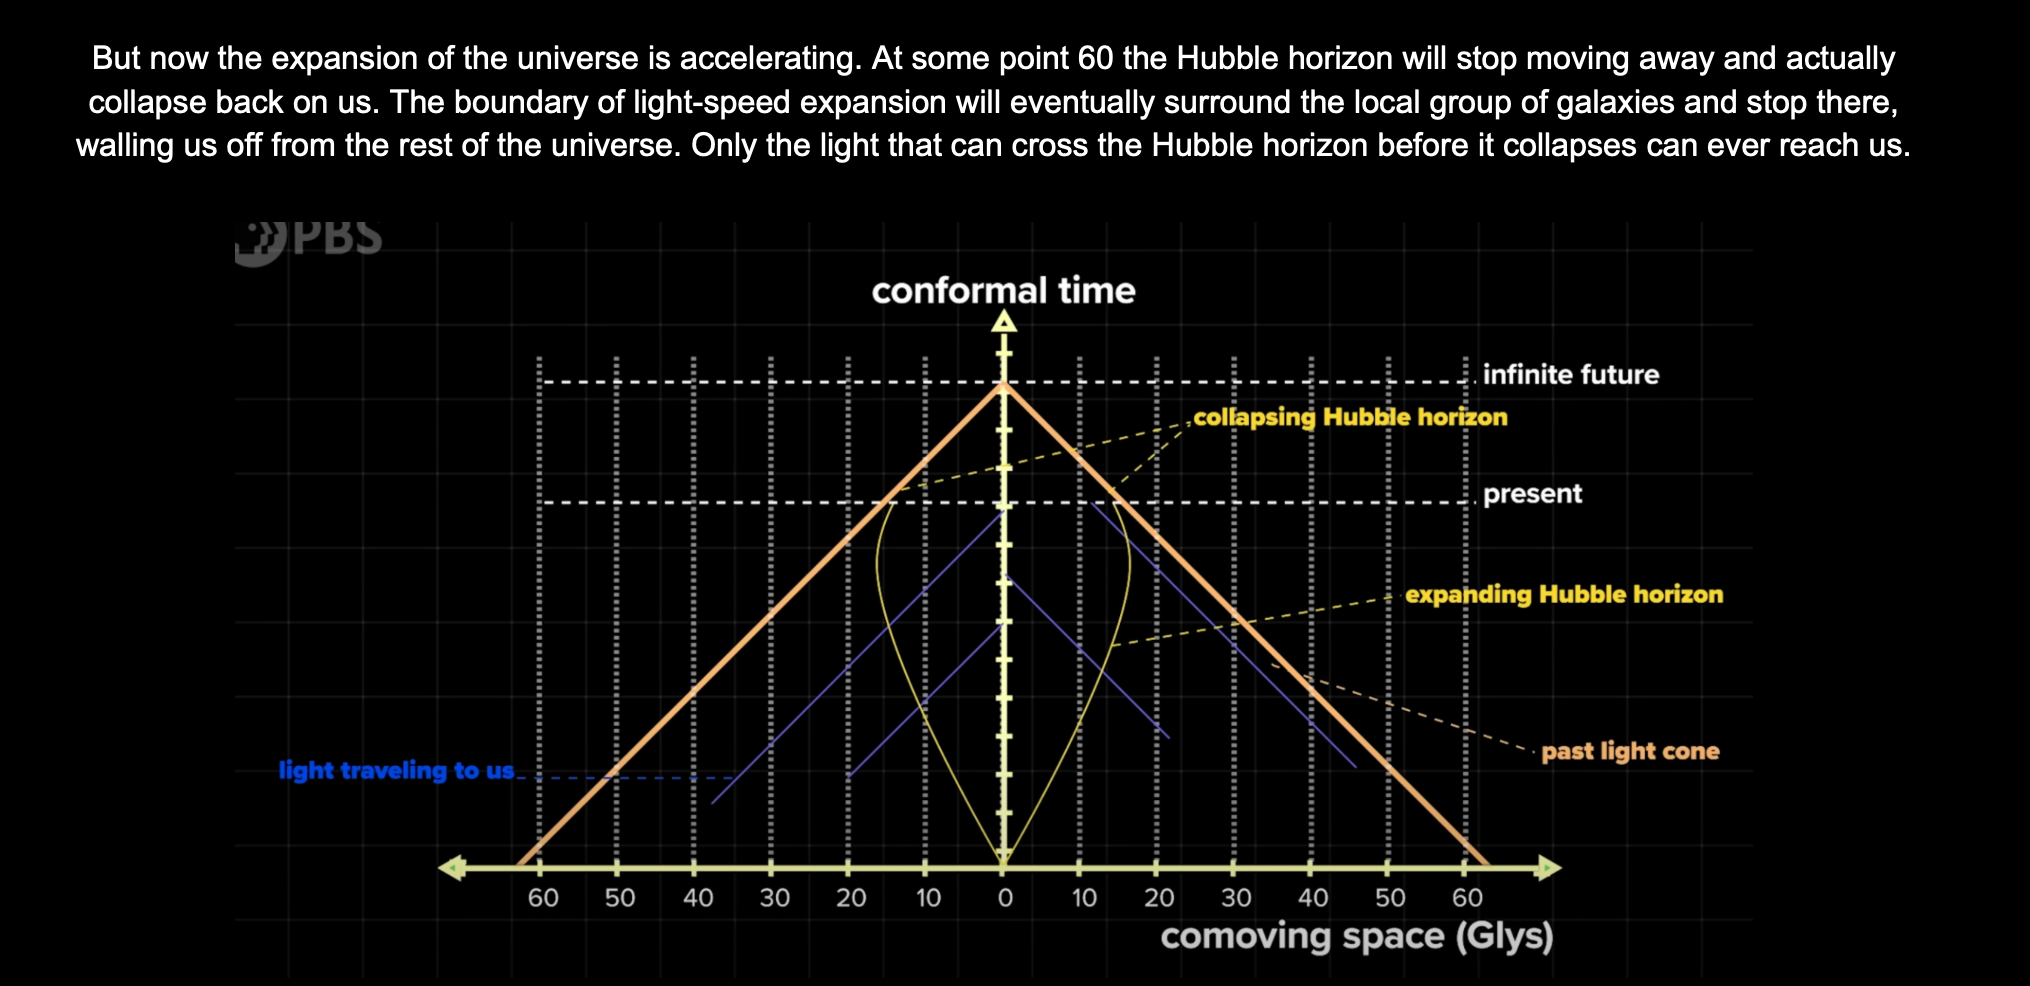 But now the expansion of the universe is accelerating. At some point 60 the Hubble horizon will stop moving away and actually
collapse back on us. The boundary of light-speed expansion will eventually surround the local group of galaxies and stop there,
walling us off from the rest of the universe. Only the light that can cross the Hubble horizon before it collapses can ever reach us.
PBS
conformal time
infinite future
collapsing Hubble horizon
present
expanding Hubble horizon
past light cone
light traveling to us
60 50 40 30 20 10 0 10 20 30 40 50 60
comoving space (Glys)